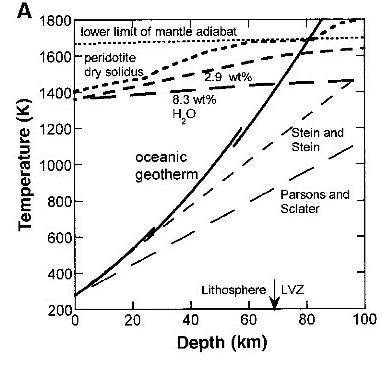 A
1800
lower limit of mantle adiabat
1600
peridotite
dry solidus
2.9 wt%
1400
8.3 wt%
H2O
1200
Stein and
Stein
1000
oceanic
geotherm
800
Parsons and
Sclater
600
400
Lithosphere
LVZ
200
0
20
40
60
80
100
Temperature (K)
Depth (km)